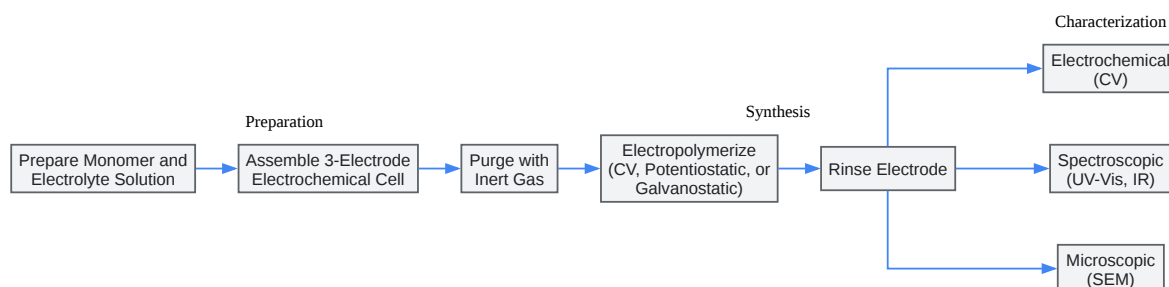 Characterization
Electrochemical
(CV)
Synthesis
Preparation
Prepare Monomer and
Electrolyte Solution
Assemble 3-Electrode
Electrochemical Cell
Purge with
Inert Gas
Electropolymerize
(CV, Potentiostatic, or
Galvanostatic)
Rinse Electrode
Spectroscopic
(UV-Vis, IR)
Microscopic
(SEM)